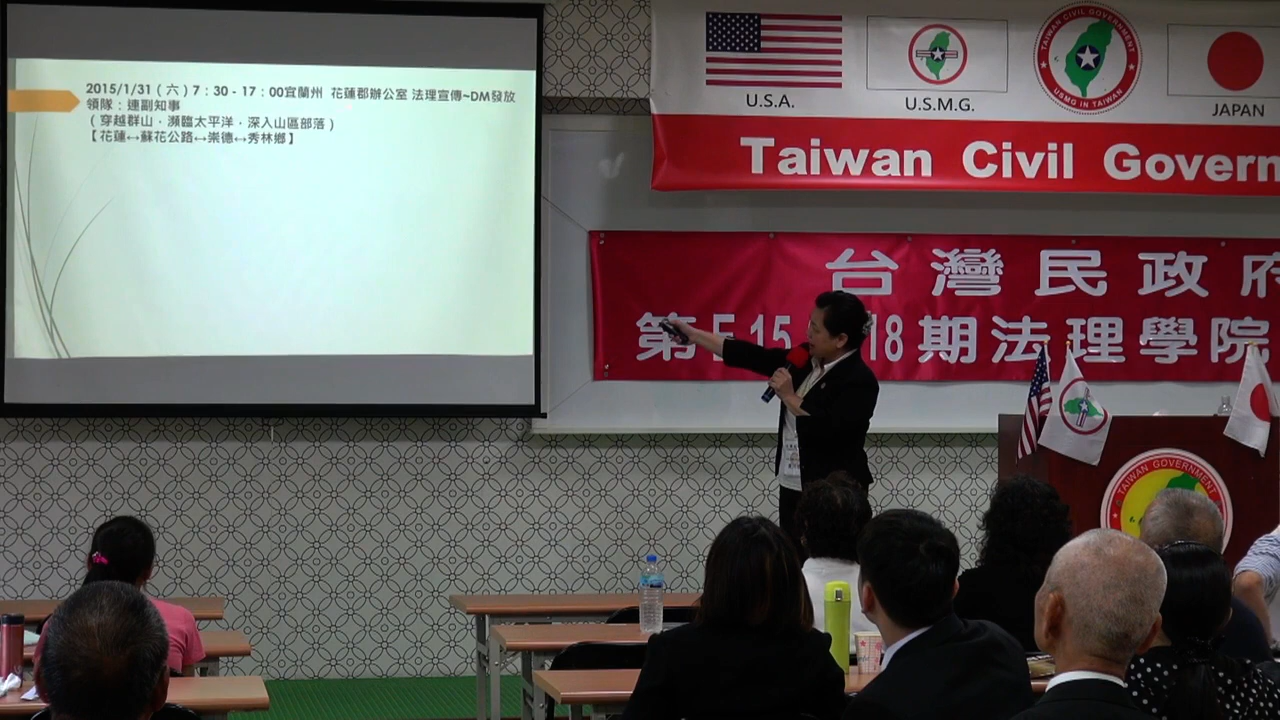 2015/1/31（六）7：30 - 17：00宜蘭州 花蓮郡辦公室 法理宣傳~DM發放
領隊：連副知事
（穿越群山．瀕臨太平洋．深入山區部落）
【花蓮↔蘇花公路↔崇德↔秀林鄉】
U.S.A.
U.S.M.G.
TAIWAN CIVIL GOVERNMENT
USMG IN TAIWAN
JAPAN
Taiwan Civil Govern
台灣民政府
第 E 15 18期法理學院
TAIWAN GOVERNMENT